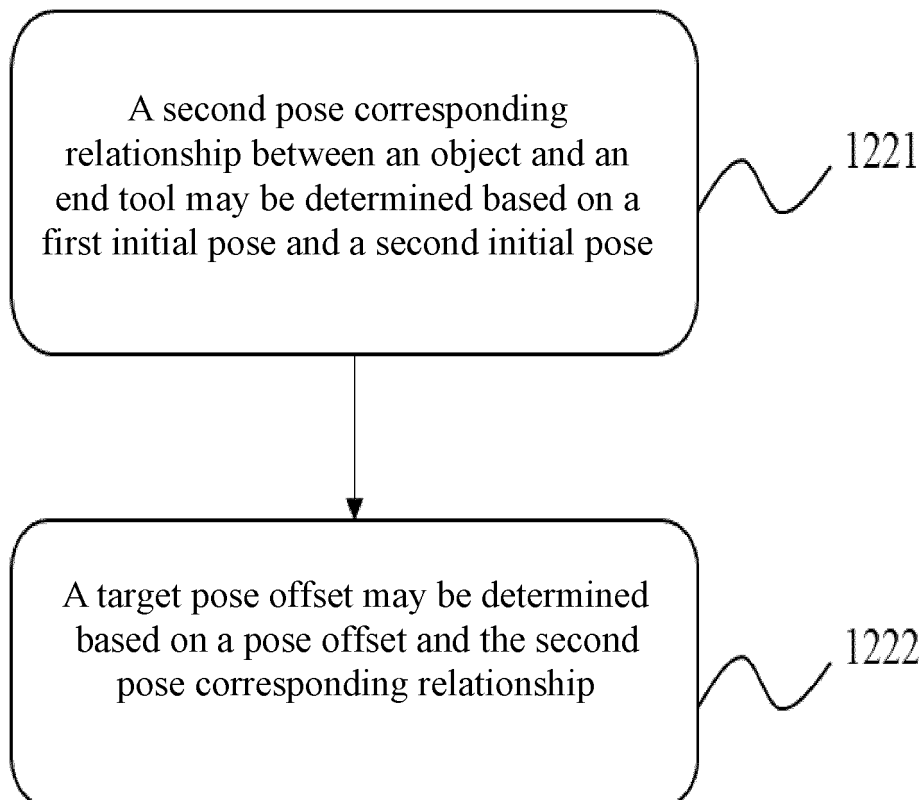 A second pose corresponding
relationship between an object and an
end tool may be determined based on a
first initial pose and a second initial pose
1221
A target pose offset may be determined
based on a pose offset and the second
pose corresponding relationship
1222